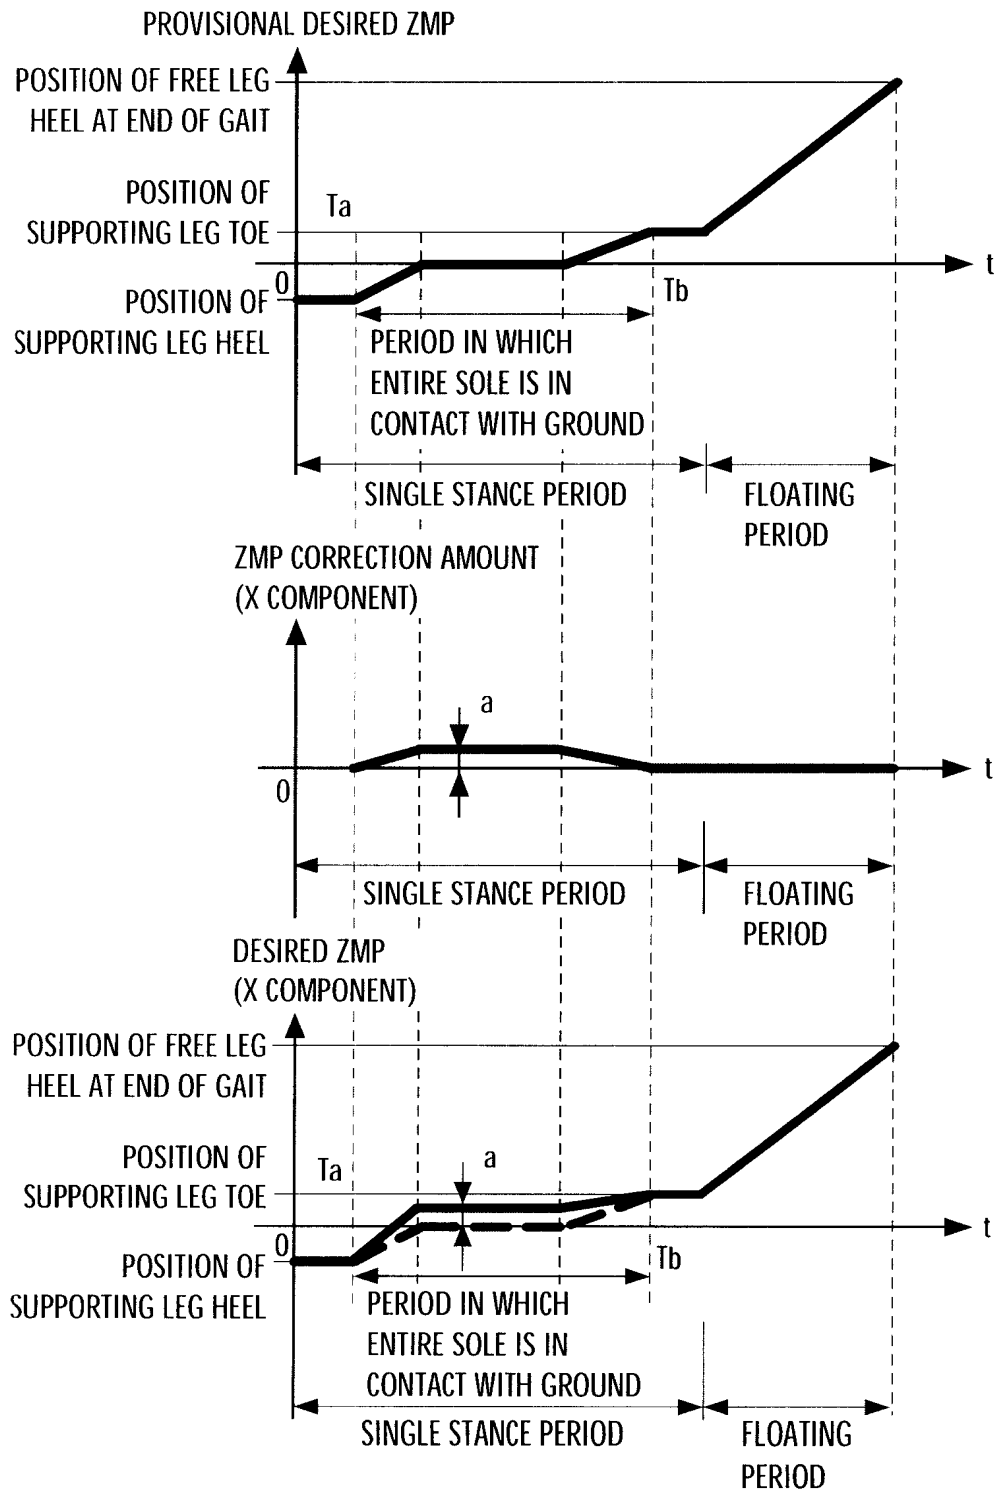 PROVISIONAL DESIRED ZMP
POSITION OF FREE LEG
HEEL AT END OF GAIT
POSITION OF
SUPPORTING LEG TOE
Ta
0
t
Tb
POSITION OF
SUPPORTING LEG HEEL
PERIOD IN WHICH
ENTIRE SOLE IS IN
CONTACT WITH GROUND
SINGLE STANCE PERIOD
FLOATING
PERIOD
ZMP CORRECTION AMOUNT
(X COMPONENT)
a
0
t
SINGLE STANCE PERIOD
FLOATING
PERIOD
DESIRED ZMP
(X COMPONENT)
POSITION OF FREE LEG
HEEL AT END OF GAIT
POSITION OF
SUPPORTING LEG TOE
Ta
a
0
t
Tb
POSITION OF
SUPPORTING LEG HEEL
PERIOD IN WHICH
ENTIRE SOLE IS IN
CONTACT WITH GROUND
SINGLE STANCE PERIOD
FLOATING
PERIOD